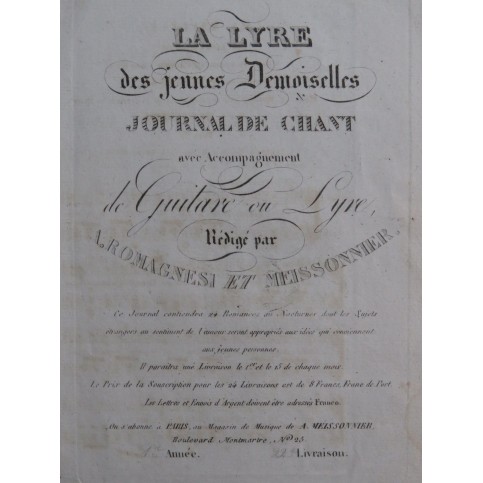 LA LYRE
des jeunes Demoiselles
JOURNAL DE CHANT
avec Accompagnement
de Guitare ou Lyre,
Rédigé par
A. ROMAGNESI ET MEISSONNIER.
Ce Journal contiendra 24 Romances ou Nocturnes dont les Sujets
étrangers au sentiment de l'amour seront appropriés aux idées qui conviennent
aux jeunes personnes.
Il paraîtra une Livraison le 1er et le 15 de chaque mois.
Le Prix de la Souscription pour les 24 Livraisons est de 8 Francs, Franc de Port.
Les Lettres et Envois d'Argent doivent être adressés Franco.
On s'abonne à PARIS, au Magasin de Musique de A. MEISSONNIER,
Boulevard Montmartre, No 25.
Année. Livraison.